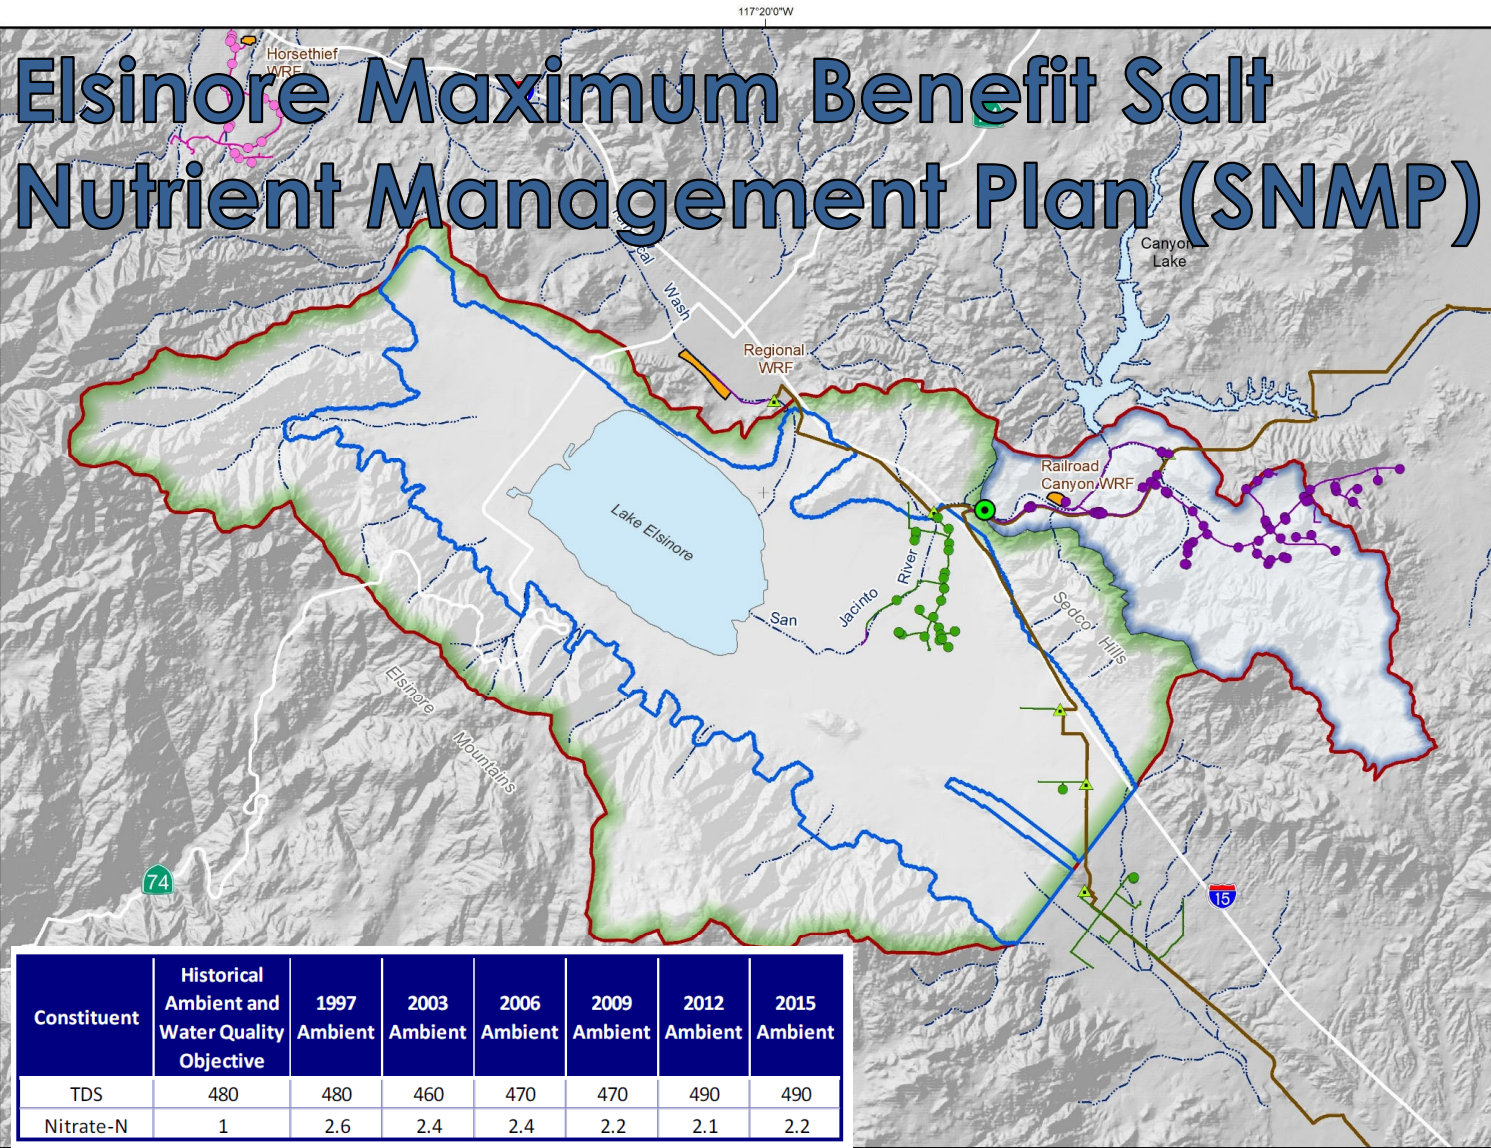 117°20'0"W
Horsethief
WRF
Elsinore Maximum Benefit Salt
Nutrient Management Plan (SNMP)
Canyon
Lake
Wash
Regional
WRF
Railroad
Canyon WRF
Lake Elsinore
San
Jacinto
River
Sedco Hills
Elsinore
Mountains
74
15
Constituent | Historical Ambient and Water Quality Objective | 1997 Ambient | 2003 Ambient | 2006 Ambient | 2009 Ambient | 2012 Ambient | 2015 Ambient
TDS | 480 | 480 | 460 | 470 | 470 | 490 | 490
Nitrate-N | 1 | 2.6 | 2.4 | 2.4 | 2.2 | 2.1 | 2.2